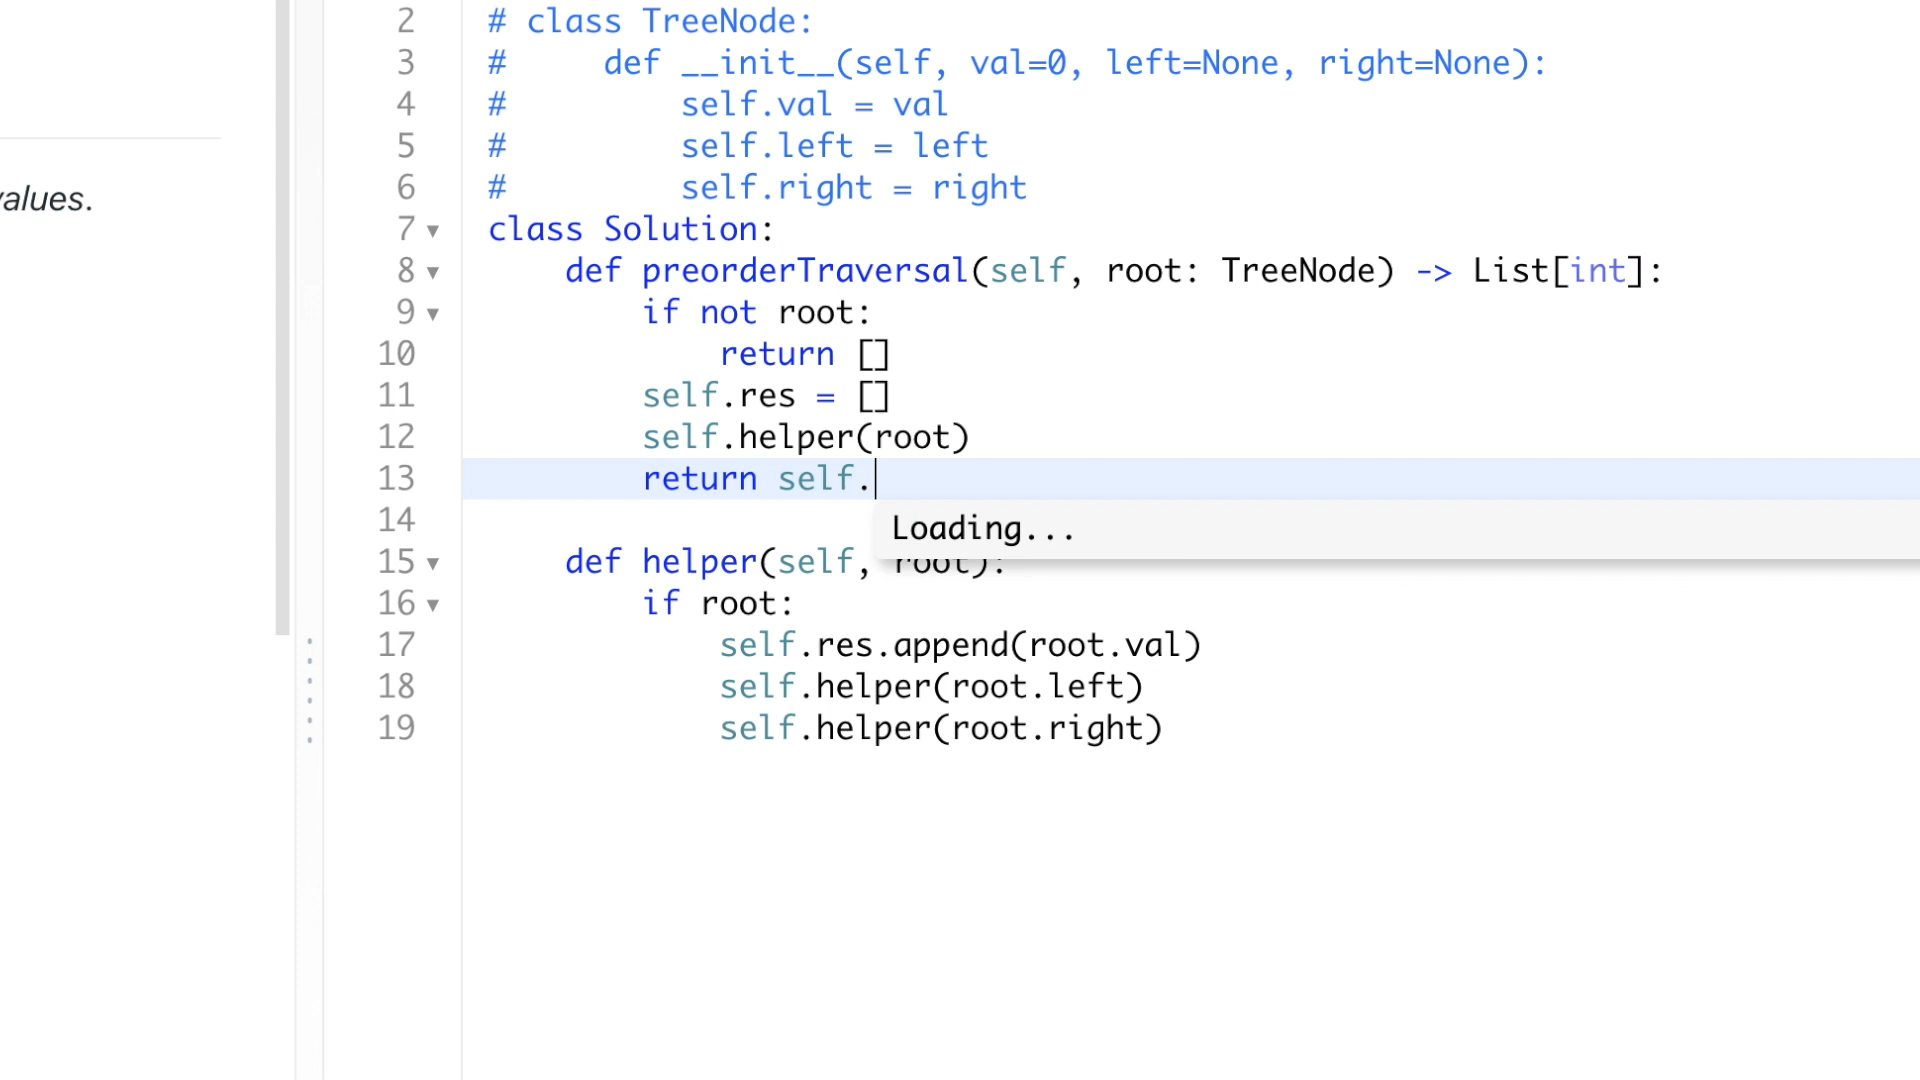 values.
2 # class TreeNode:
3 #     def __init__(self, val=0, left=None, right=None):
4 #         self.val = val
5 #         self.left = left
6 #         self.right = right
7 class Solution:
8     def preorderTraversal(self, root: TreeNode) -> List[int]:
9         if not root:
10             return []
11         self.res = []
12         self.helper(root)
13         return self.
14
Loading...
15     def helper(self, root):
16         if root:
17             self.res.append(root.val)
18             self.helper(root.left)
19             self.helper(root.right)